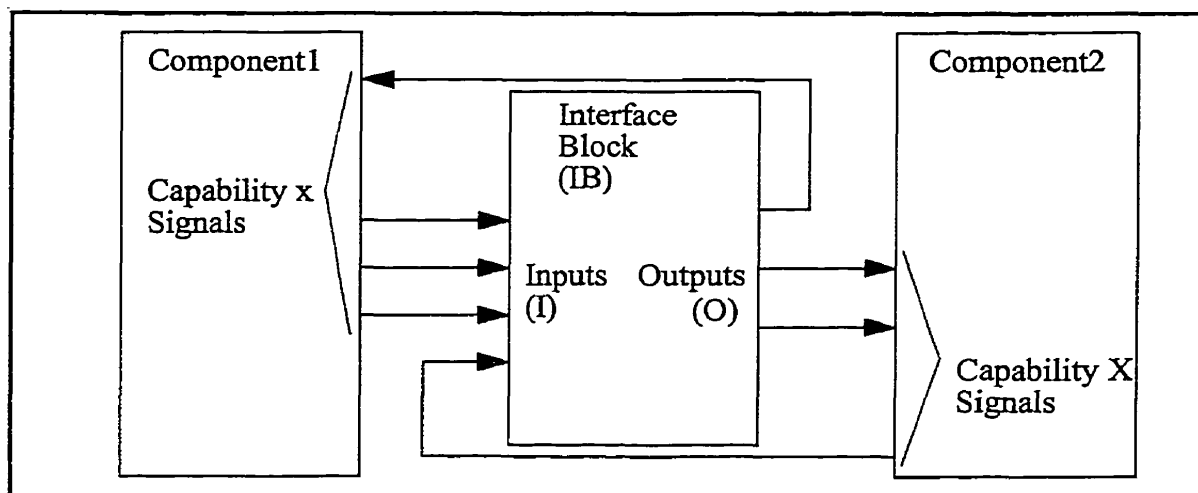 Component1
Capability x
Signals
Interface
Block
(IB)
Inputs
(I)
Outputs
(O)
Component2
Capability X
Signals